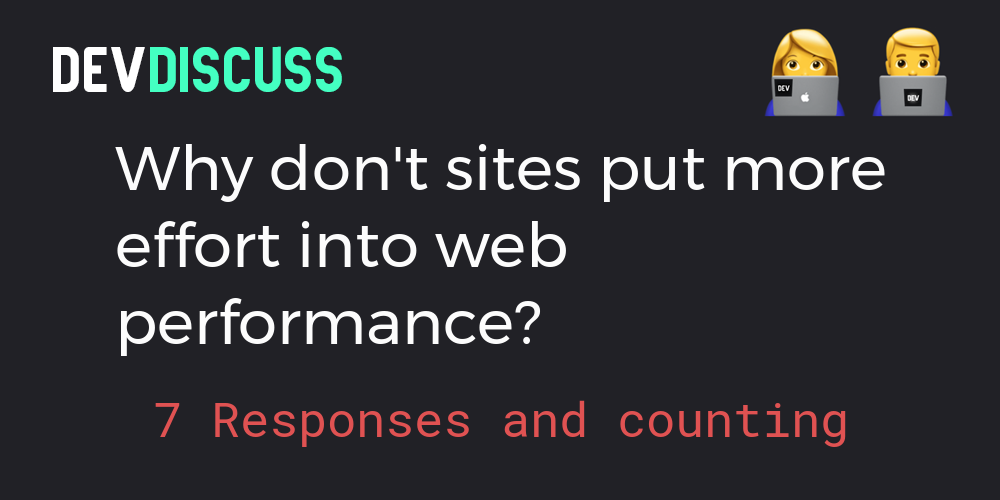 DEVDISCUSS
DEV
DEV
Why don't sites put more
effort into web
performance?
7 Responses and counting